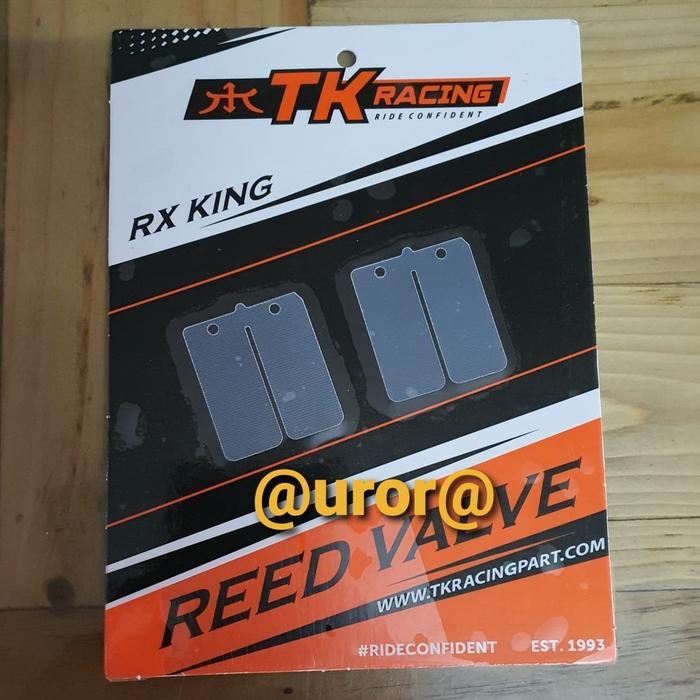 TK RACING
RIDE CONFIDENT
RX KING
@uror@
REED VALVE
WWW.TKRACINGPART.COM
#RIDECONFIDENT EST. 1993